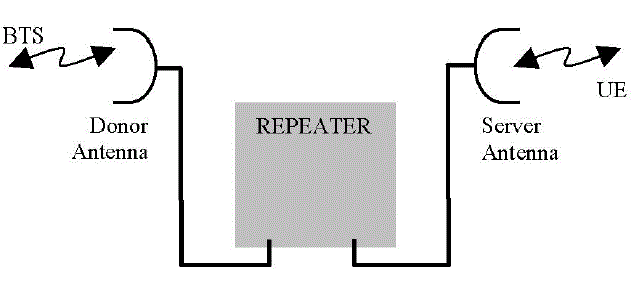 BTS
UE
Donor
Antenna
REPEATER
Server
Antenna